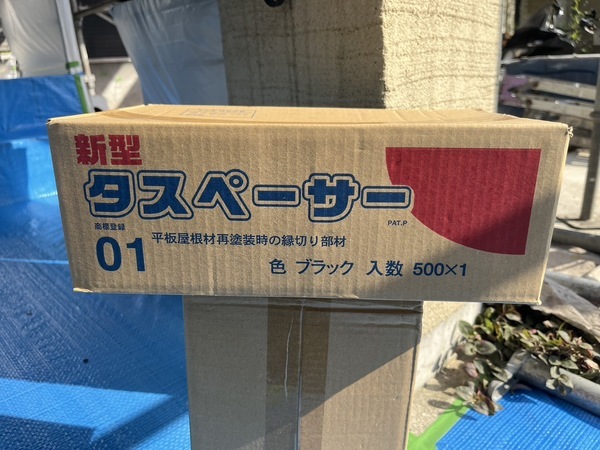 新型
タスペーサー
商標登録
PAT.P
01
平板屋根材再塗装時の縁切り部材
色 ブラック 入数 500×1